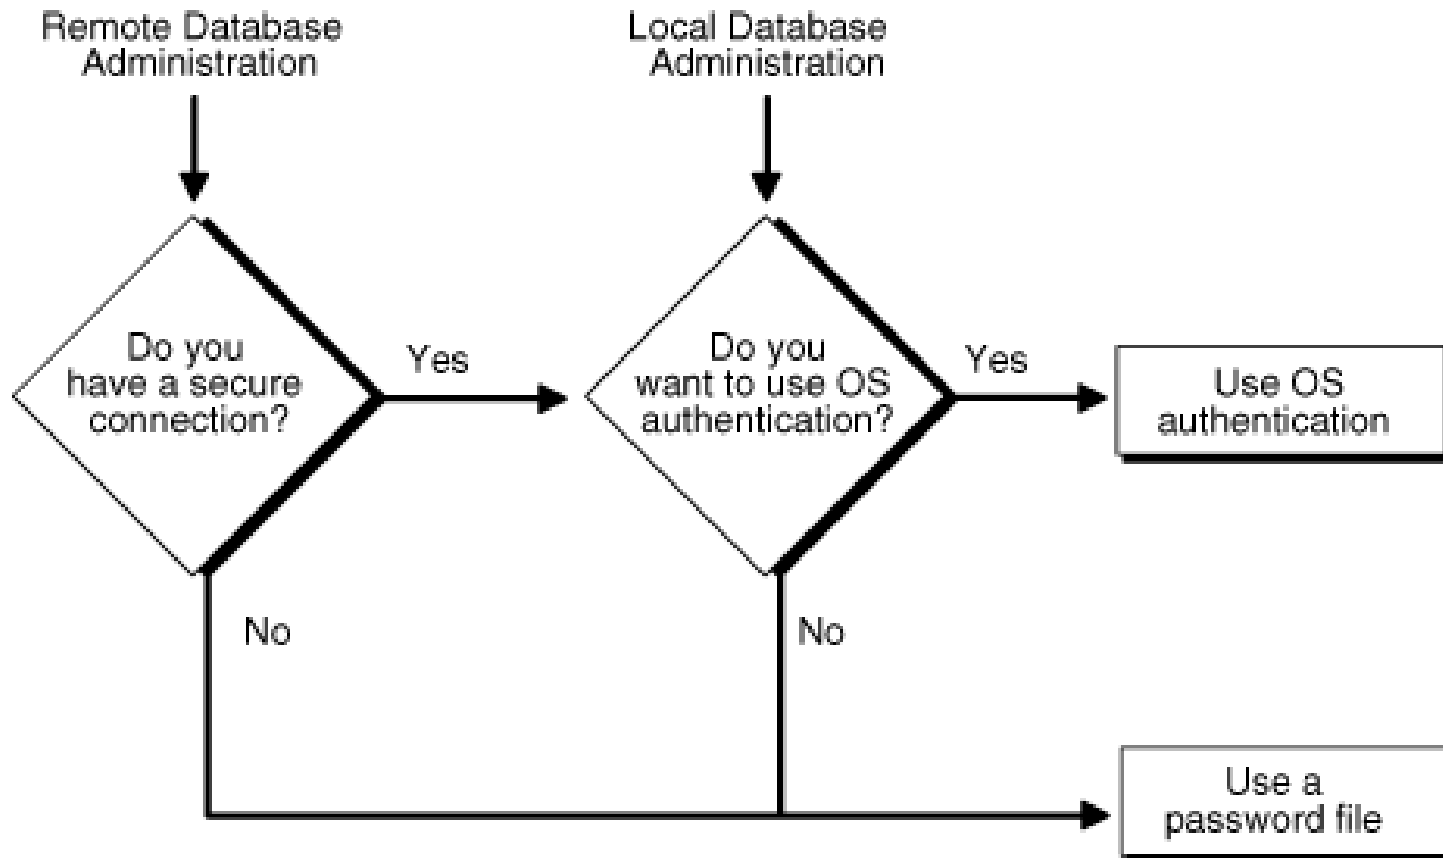 Remote Database
Administration
Local Database
Administration
Do you
have a secure
connection?
Yes
Do you
want to use OS
authentication?
Yes
Use OS
authentication
No
No
Use a
password file